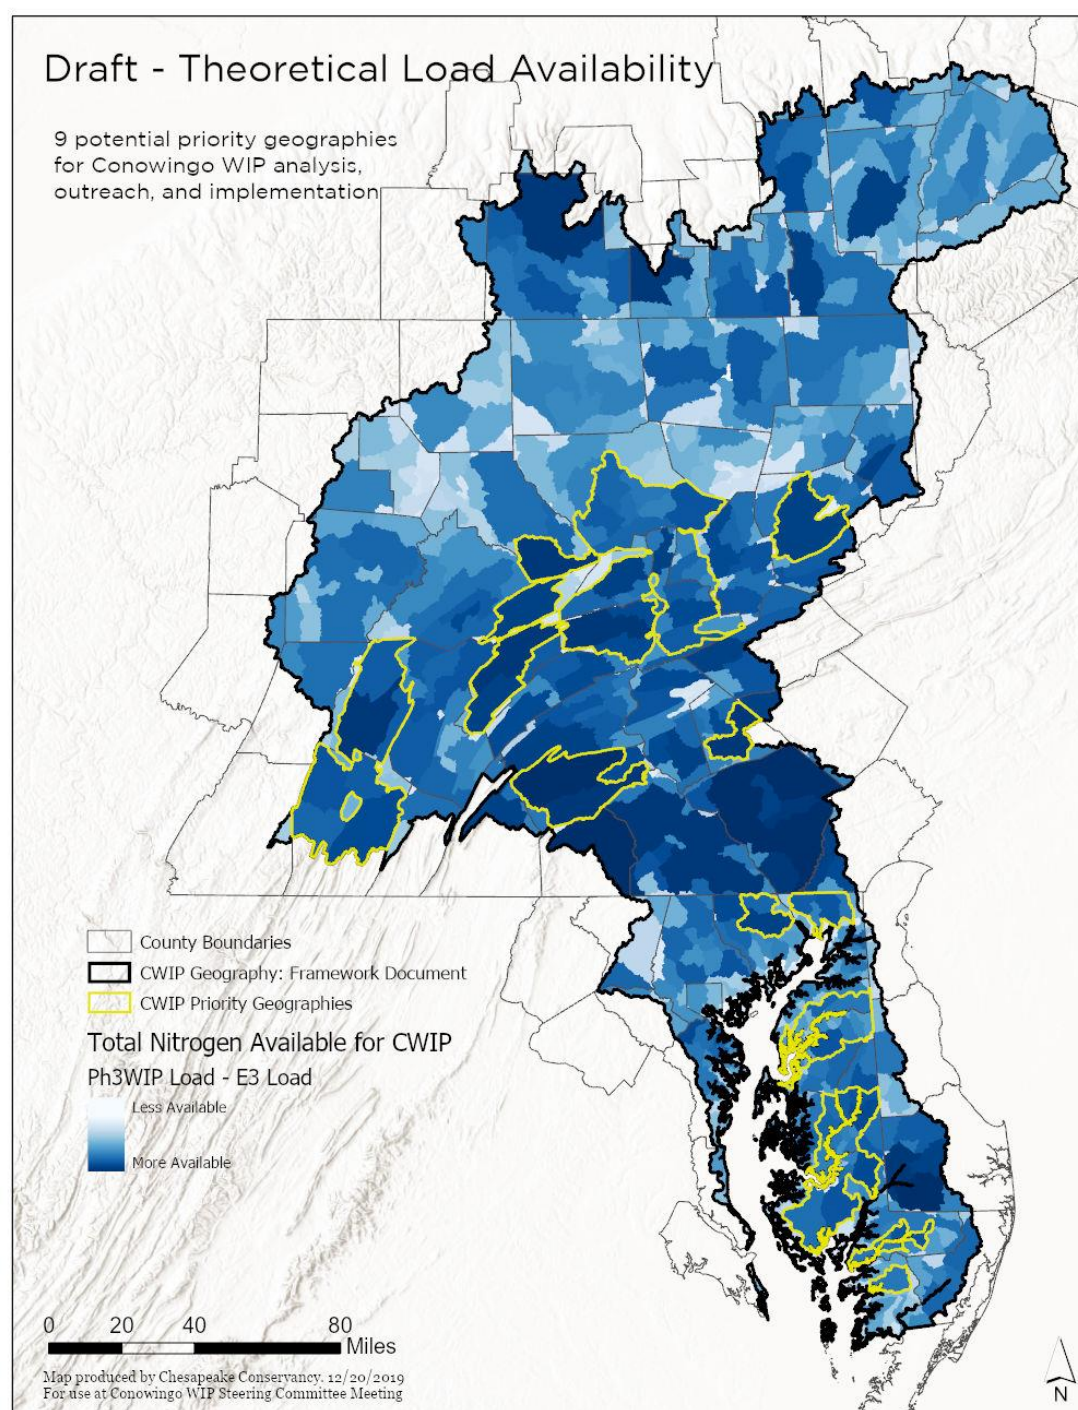 Draft - Theoretical Load Availability
9 potential priority geographies
for Conowingo WIP analysis,
outreach, and implementation
County Boundaries
CWIP Geography: Framework Document
CWIP Priority Geographies
Total Nitrogen Available for CWIP
Ph3WIP Load - E3 Load
Less Available
More Available
0 20 40 80
Miles
Map produced by Chesapeake Conservancy. 12/20/2019
For use at Conowingo WIP Steering Committee Meeting
N